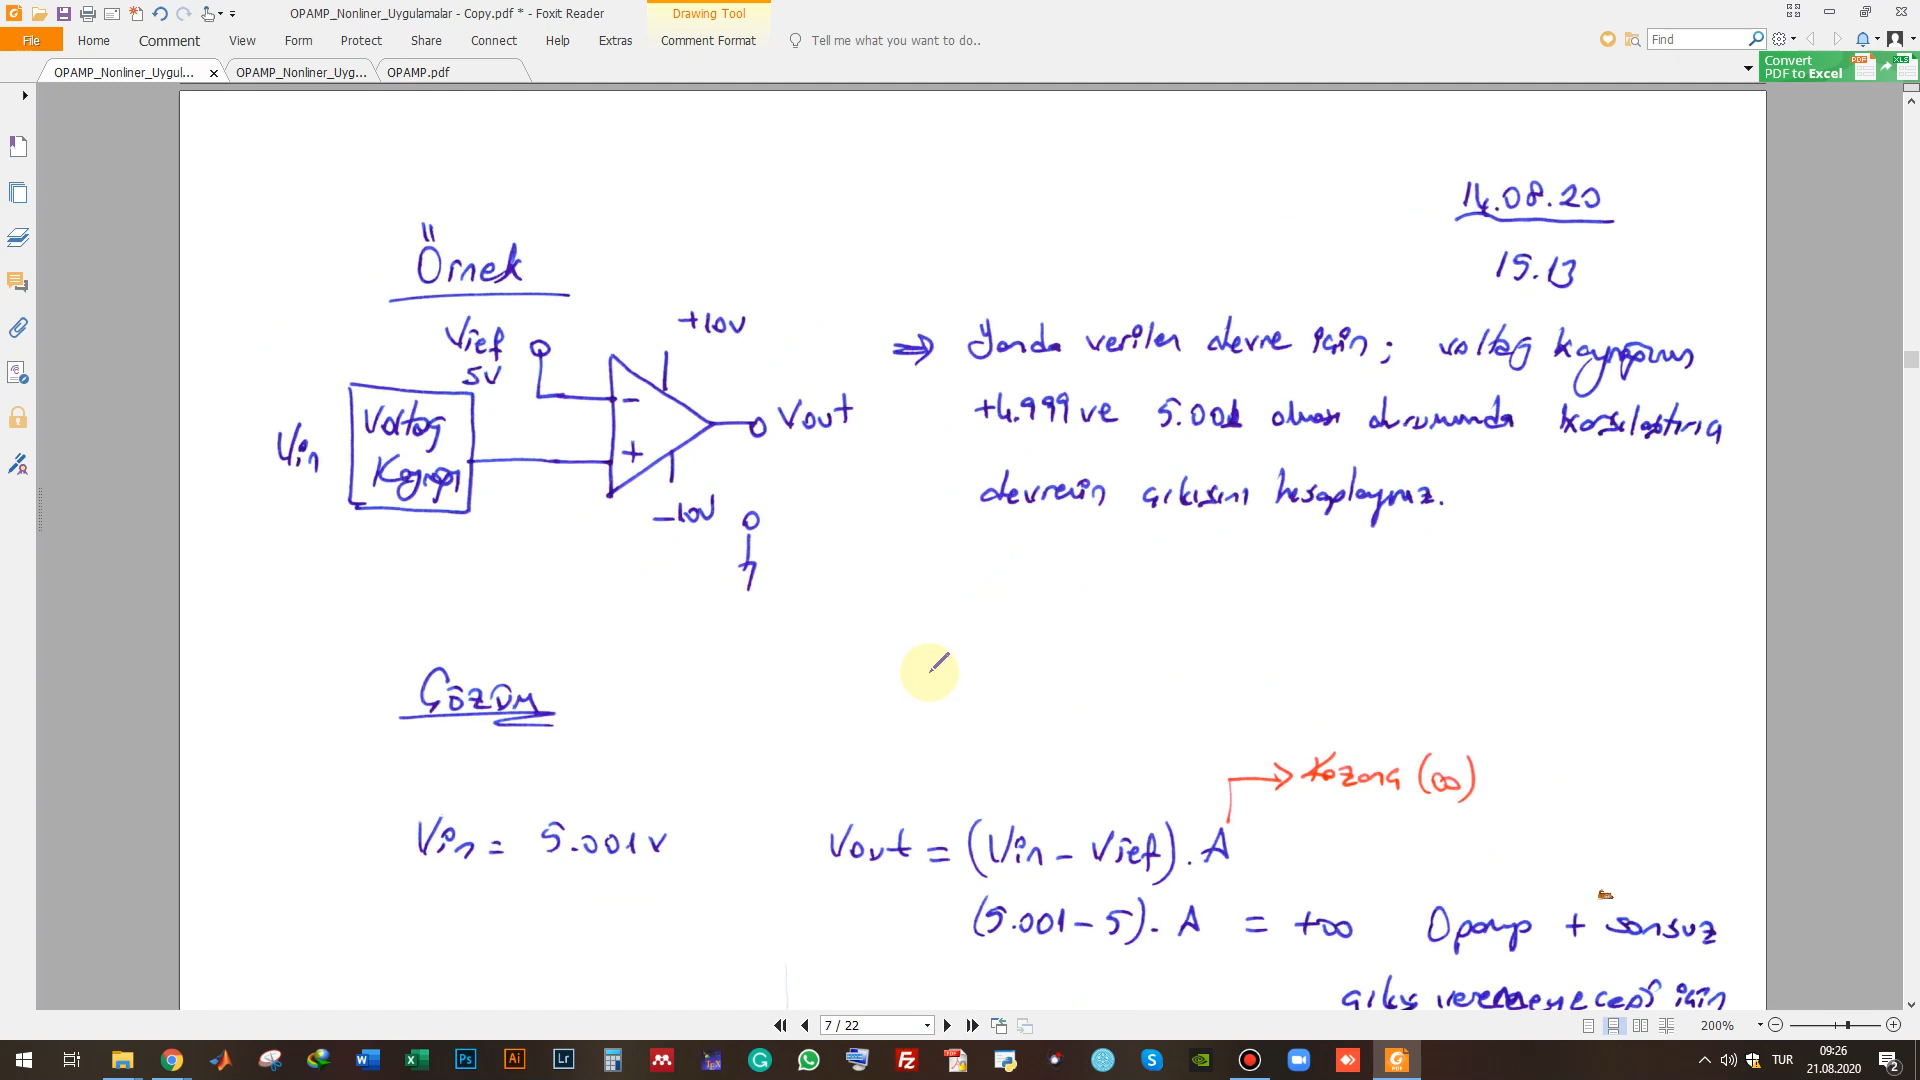 OPAMP_Nonliner_Uygulamalar - Copy.pdf * - Foxit Reader
Drawing Tool
File Home Comment View Form Protect Share Connect Help Extras Comment Format Tell me what you want to do.. Find
OPAMP_Nonliner_Uygul... OPAMP_Nonliner_Uyg... OPAMP.pdf
Convert
PDF to Excel
14.08.20
15.13
Örnek
+10V
Vref
5V
-
+
Vout
Vin
Voltaj
Kaynağı
-10V
⇒ Yanda verilen devre için; voltaj kaynağının
+4.999 ve 5.001 olması durumunda karşılaştırıcı
devrenin çıkışını hesaplayınız.
ÇÖZÜM
→ Kazanç (∞)
Vin = 5.001V
Vout = (Vin - Vref) . A
(5.001 - 5) . A = +∞ Opamp + sonsuz
çıkış veremeyeceği için
7 / 22
200%
TUR
09:26
21.08.2020
2